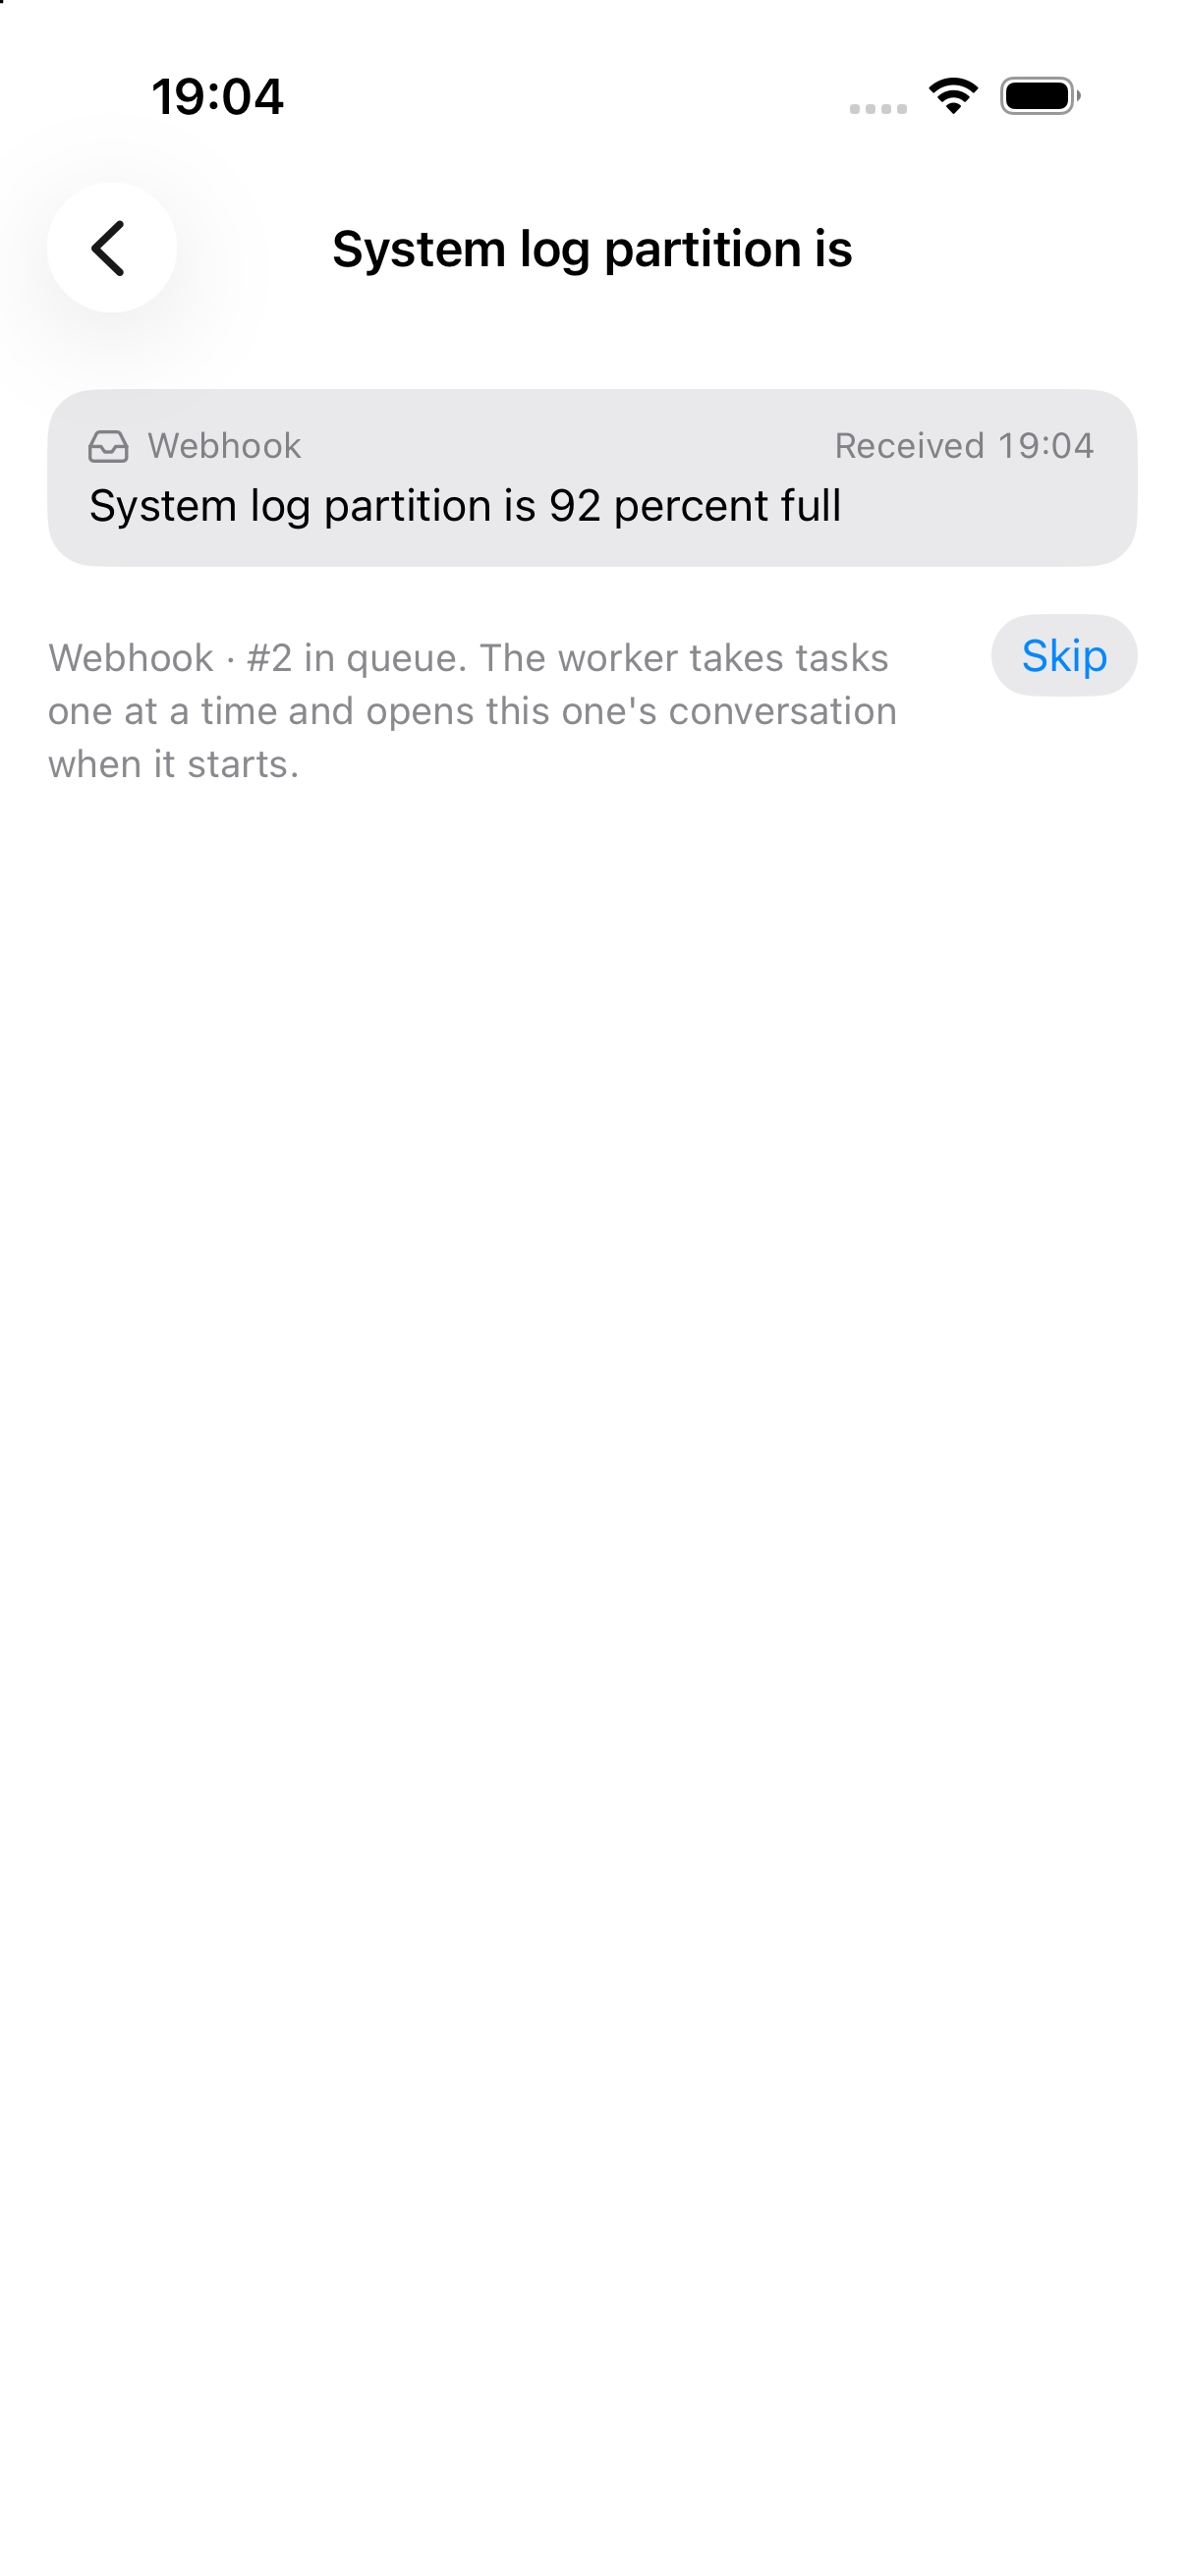 19:04
System log partition is
Webhook
Received 19:04
System log partition is 92 percent full
Webhook · #2 in queue. The worker takes tasks
one at a time and opens this one's conversation
when it starts.
Skip